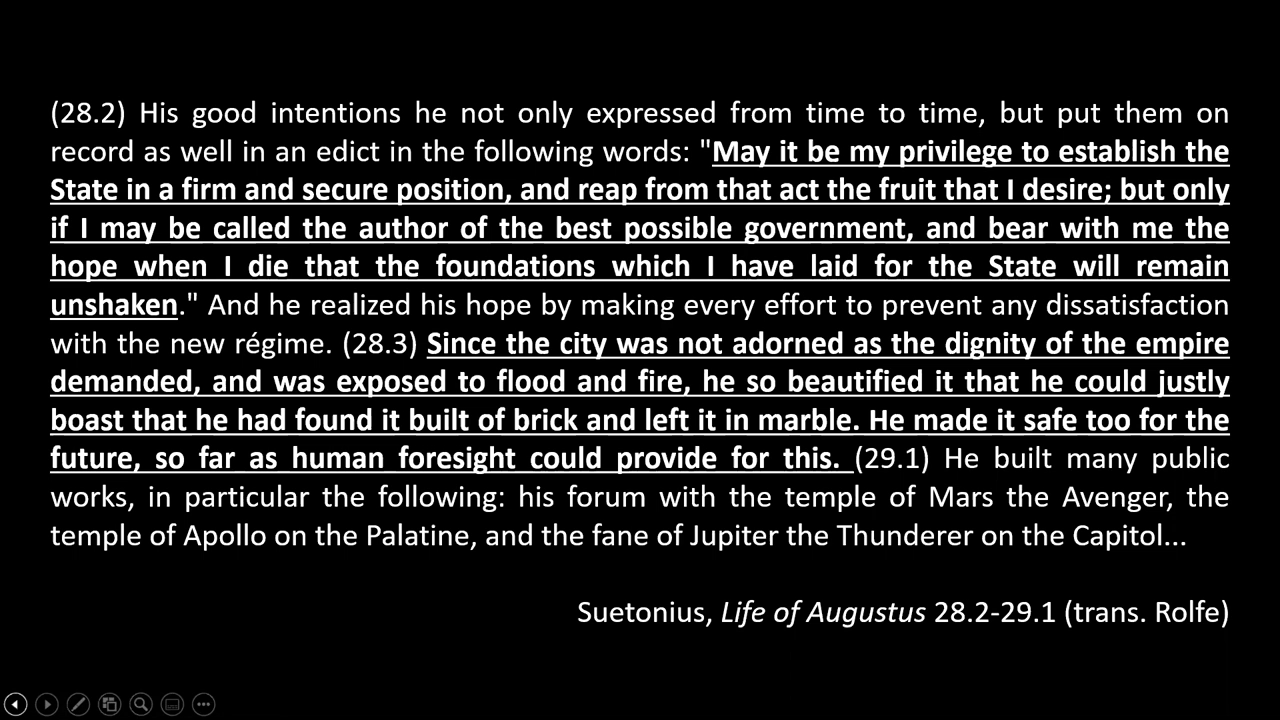 (28.2) His good intentions he not only expressed from time to time, but put them on
record as well in an edict in the following words: "May it be my privilege to establish the
State in a firm and secure position, and reap from that act the fruit that I desire; but only
if I may be called the author of the best possible government, and bear with me the
hope when I die that the foundations which I have laid for the State will remain
unshaken." And he realized his hope by making every effort to prevent any dissatisfaction
with the new régime. (28.3) Since the city was not adorned as the dignity of the empire
demanded, and was exposed to flood and fire, he so beautified it that he could justly
boast that he had found it built of brick and left it in marble. He made it safe too for the
future, so far as human foresight could provide for this. (29.1) He built many public
works, in particular the following: his forum with the temple of Mars the Avenger, the
temple of Apollo on the Palatine, and the fane of Jupiter the Thunderer on the Capitol...
Suetonius, Life of Augustus 28.2-29.1 (trans. Rolfe)